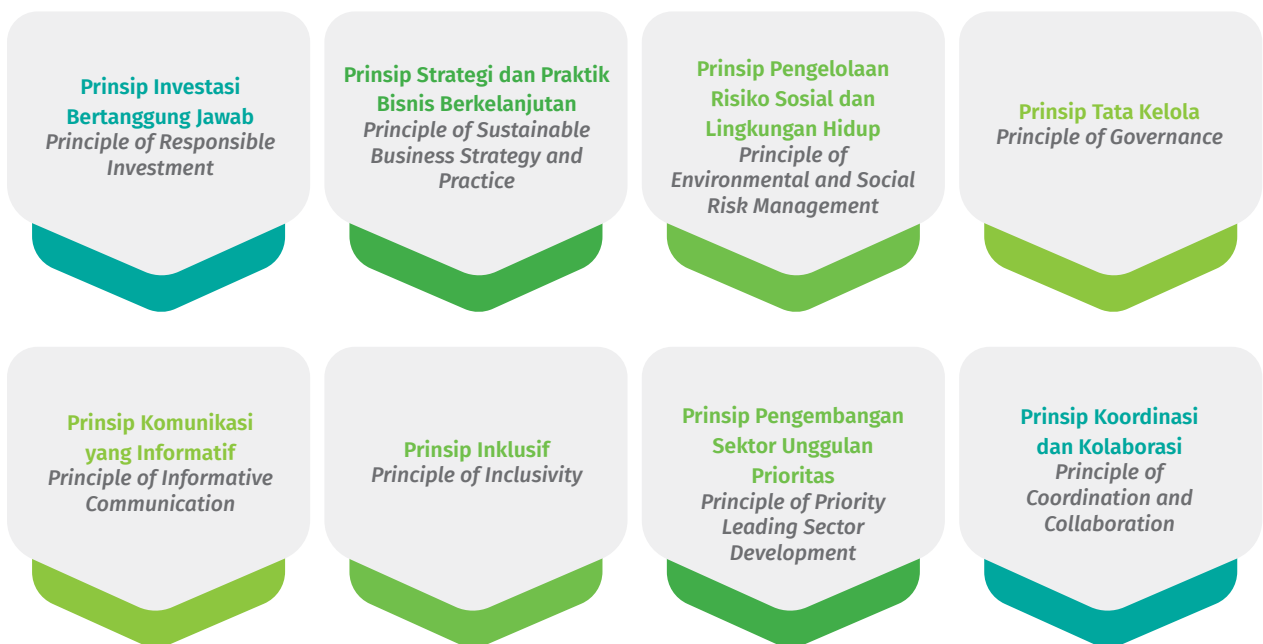 Prinsip Investasi
Bertanggung Jawab
Principle of Responsible
Investment
Prinsip Strategi dan Praktik
Bisnis Berkelanjutan
Principle of Sustainable
Business Strategy and
Practice
Prinsip Pengelolaan
Risiko Sosial dan
Lingkungan Hidup
Principle of
Environmental and Social
Risk Management
Prinsip Tata Kelola
Principle of Governance
Prinsip Komunikasi
yang Informatif
Principle of Informative
Communication
Prinsip Inklusif
Principle of Inclusivity
Prinsip Pengembangan
Sektor Unggulan
Prioritas
Principle of Priority
Leading Sector
Development
Prinsip Koordinasi
dan Kolaborasi
Principle of
Coordination and
Collaboration